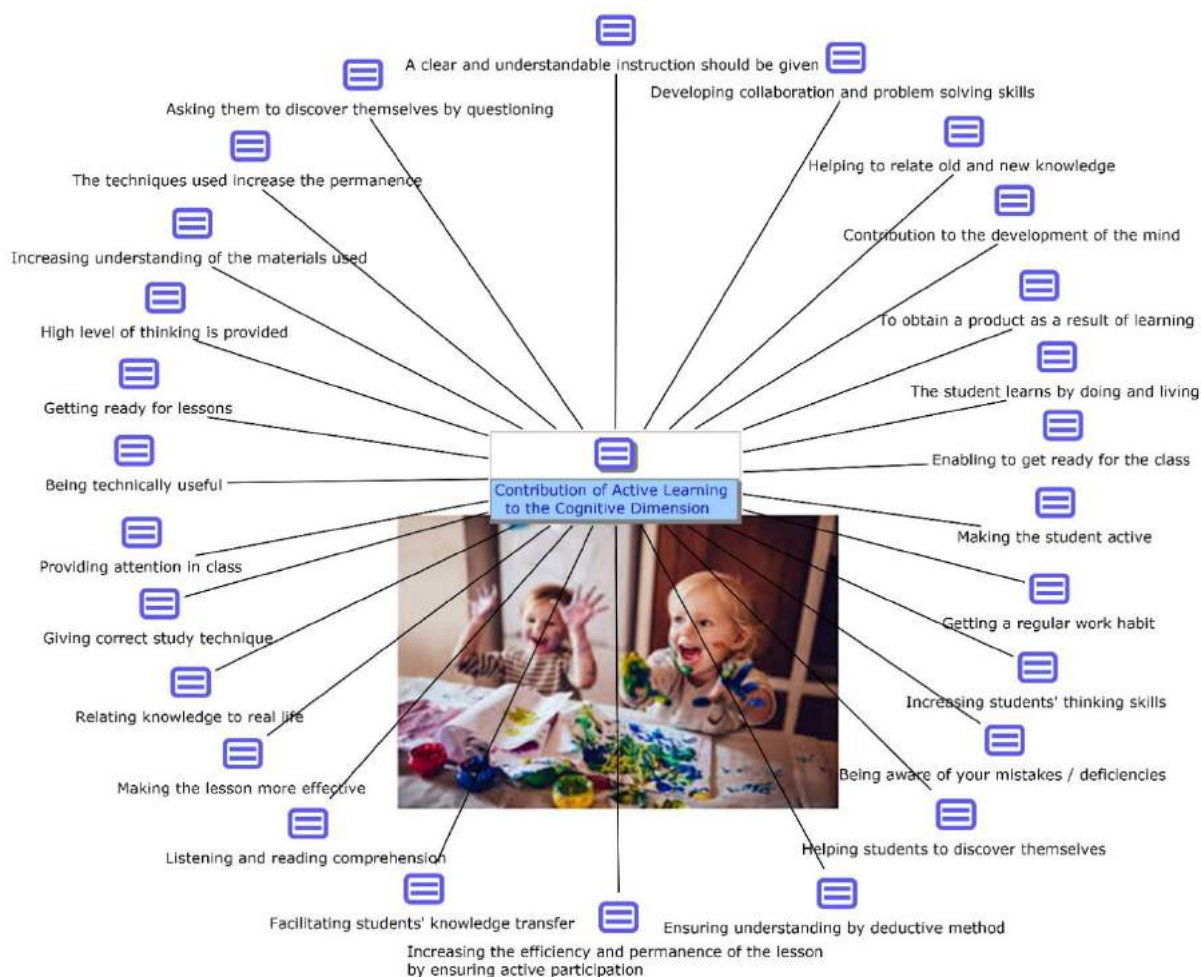 A clear and understandable instruction should be given
Developing collaboration and problem solving skills
Asking them to discover themselves by questioning
Helping to relate old and new knowledge
The techniques used increase the permanence
Contribution to the development of the mind
Increasing understanding of the materials used
To obtain a product as a result of learning
High level of thinking is provided
The student learns by doing and living
Getting ready for lessons
Enabling to get ready for the class
Being technically useful
Contribution of Active Learning
to the Cognitive Dimension
Making the student active
Providing attention in class
Getting a regular work habit
Giving correct study technique
Increasing students' thinking skills
Relating knowledge to real life
Being aware of your mistakes / deficiencies
Making the lesson more effective
Helping students to discover themselves
Listening and reading comprehension
Facilitating students' knowledge transfer
Ensuring understanding by deductive method
Increasing the efficiency and permanence of the lesson
by ensuring active participation